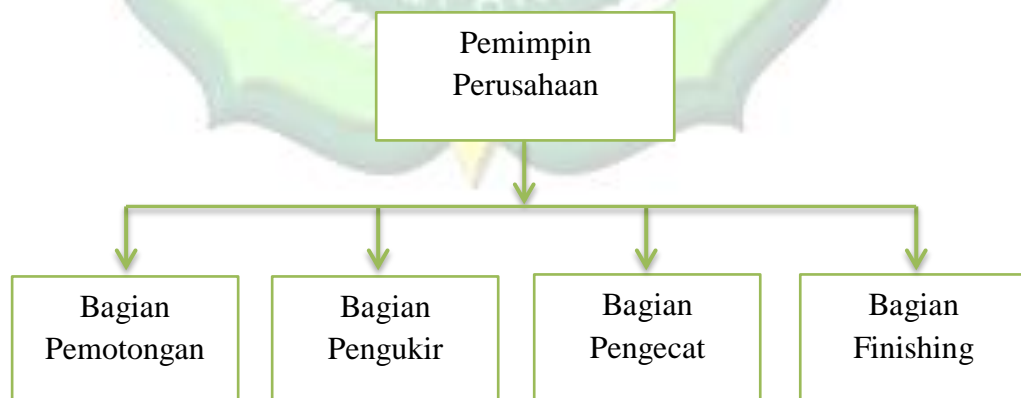 Pemimpin
Perusahaan
Bagian
Pemotongan
Bagian
Pengukir
Bagian
Pengecat
Bagian
Finishing